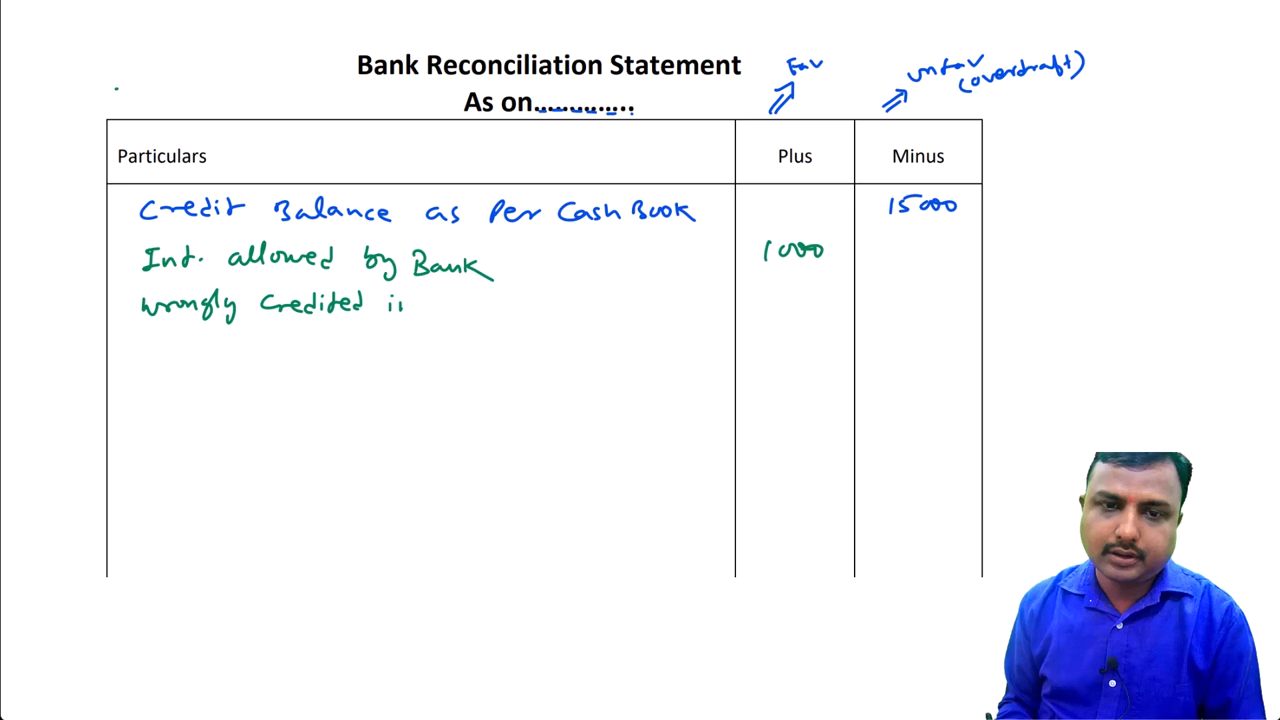 Bank Reconciliation Statement
As on.............
Fav
unfav
(overdraft)
Particulars Plus Minus
Credit Balance as Per Cash Book 15000
Int. allowed by Bank 1000
wrongly credited i